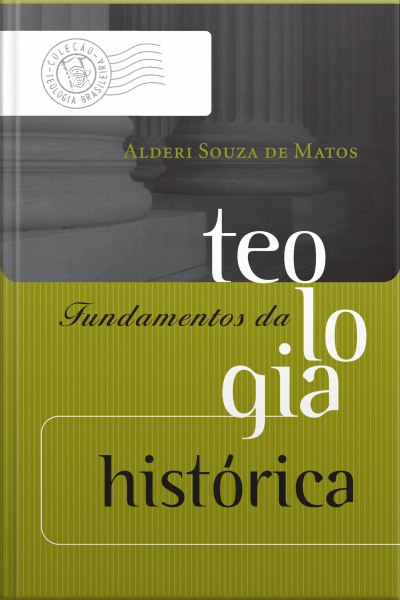 COLEÇÃO
TEOLOGIA BRASILEIRA
ALDERI SOUZA DE MATOS
teo
Fundamentos da lo
gia
histórica